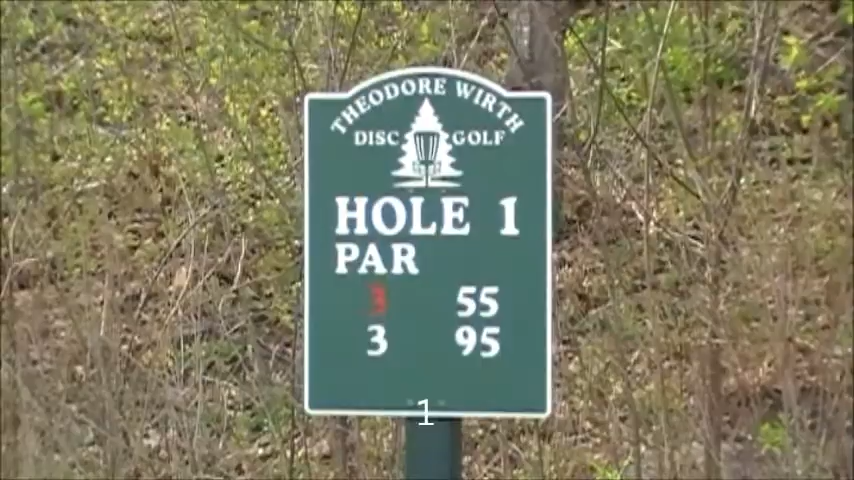 THEODORE WIRTH
DISC GOLF
HOLE 1
PAR
3 55
3 95
1